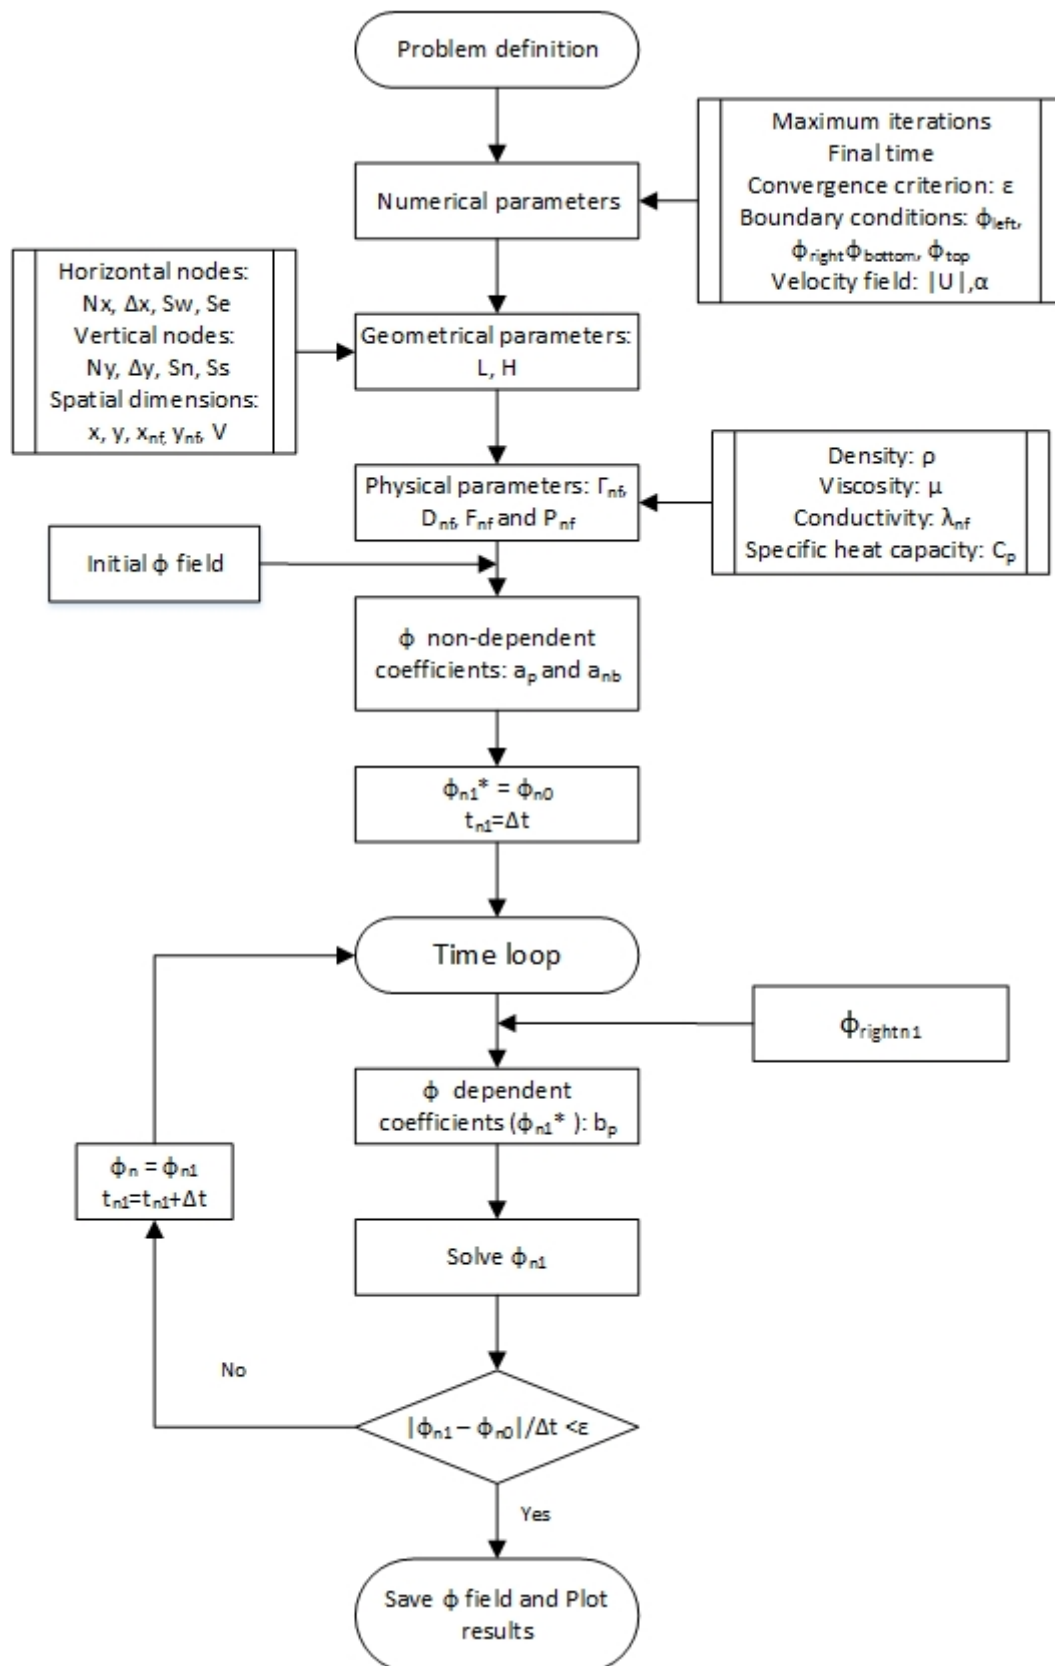 Problem definition
Maximum iterations
Final time
Convergence criterion: ε
Boundary conditions: ϕleft,
ϕrightϕbottom, ϕtop
Velocity field: |U|,α
Numerical parameters
Horizontal nodes:
Nx, Δx, Sw, Se
Vertical nodes:
Ny, Δy, Sn, Ss
Spatial dimensions:
x, y, xnf, ynf, V
Geometrical parameters:
L, H
Density: ρ
Viscosity: μ
Conductivity: λnf
Specific heat capacity: Cp
Physical parameters: Γnf,
Dnf, Fnf and Pnf
Initial ϕ field
ϕ non-dependent
coefficients: ap and anb
ϕn1* = ϕn0
tn1=Δt
Time loop
ϕrightn1
ϕ dependent
coefficients (ϕn1* ): bp
ϕn = ϕn1
tn1=tn1+Δt
Solve ϕn1
No
|ϕn1 – ϕn0|/Δt <ε
Yes
Save ϕ field and Plot
results